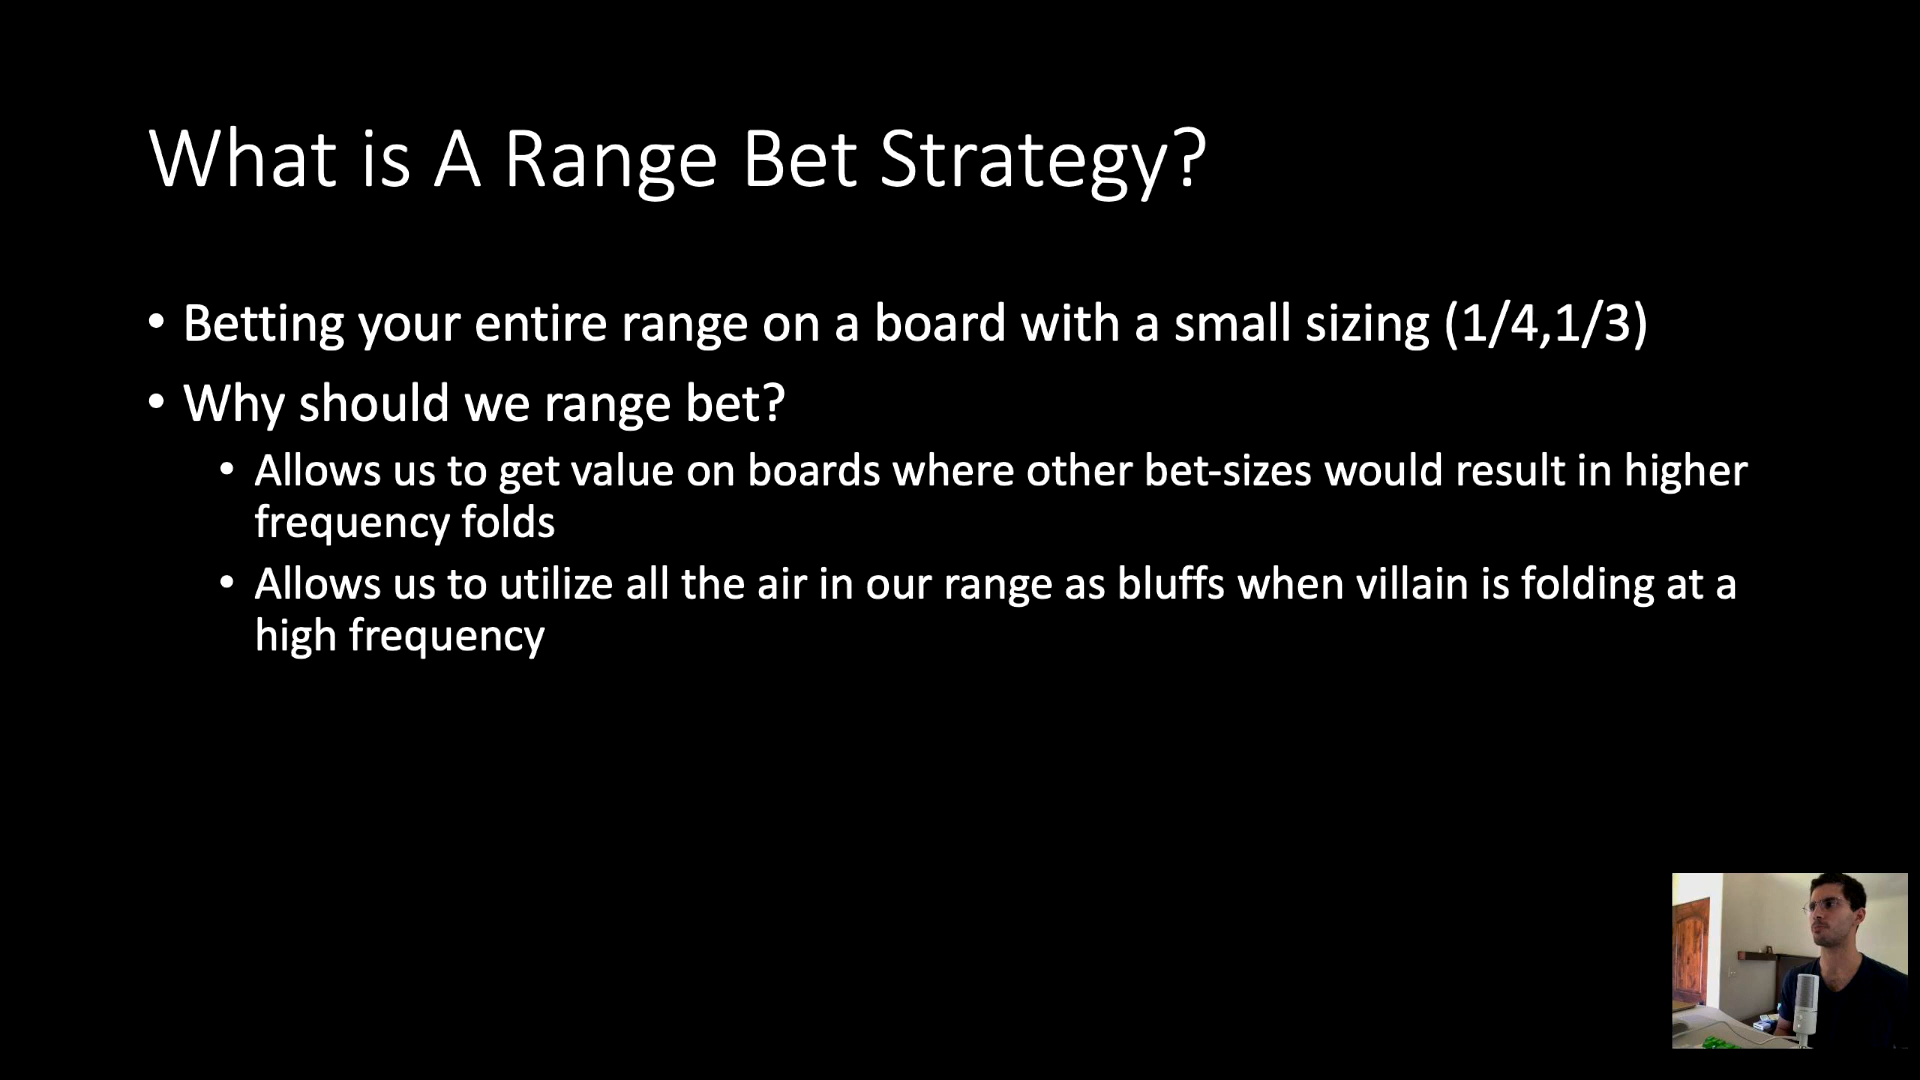 What is A Range Bet Strategy?
• Betting your entire range on a board with a small sizing (1/4,1/3)
• Why should we range bet?
• Allows us to get value on boards where other bet-sizes would result in higher
frequency folds
• Allows us to utilize all the air in our range as bluffs when villain is folding at a
high frequency